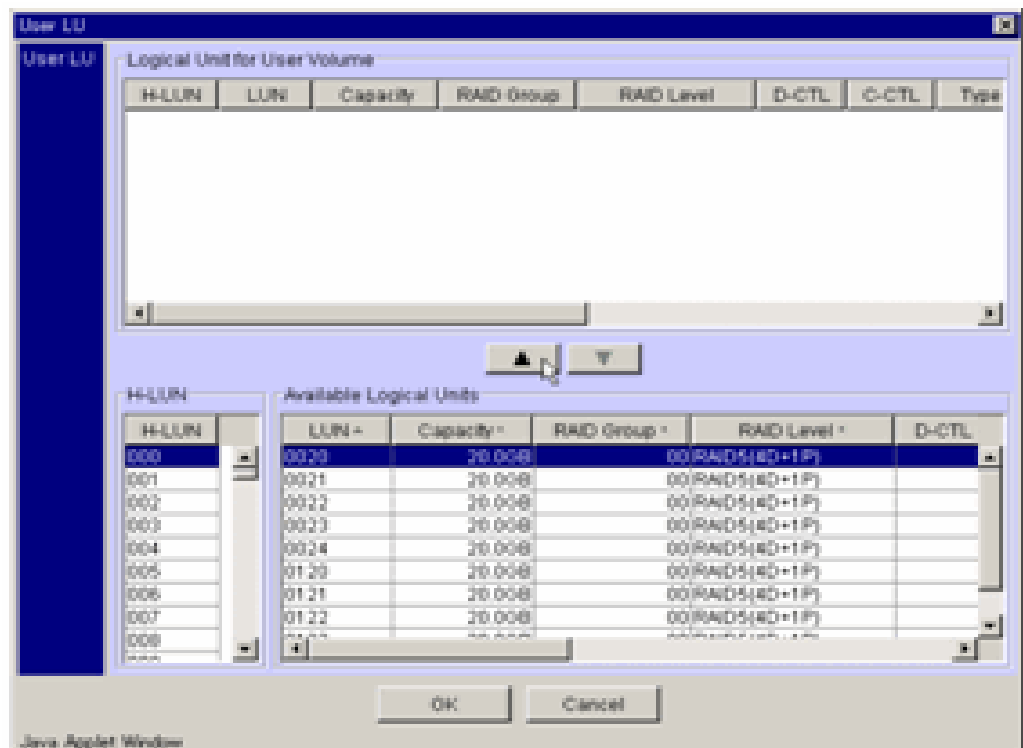 User LU
User LU
Logical Unit for User Volume
H-LUN LUN Capacity RAID Group RAID Level D-CTL C-CTL Type
H-LUN
Available Logical Units
H-LUN
LUN Capacity RAID Group RAID Level D-CTL
000
0020 20.0GB 00 RAID5(4D+1P)
001
0021 20.0GB 00 RAID5(4D+1P)
002
0022 20.0GB 00 RAID5(4D+1P)
003
0023 20.0GB 00 RAID5(4D+1P)
004
0024 20.0GB 00 RAID5(4D+1P)
005
0120 20.0GB 00 RAID5(4D+1P)
006
0121 20.0GB 00 RAID5(4D+1P)
007
0122 20.0GB 00 RAID5(4D+1P)
008
OK Cancel
Java Applet Window